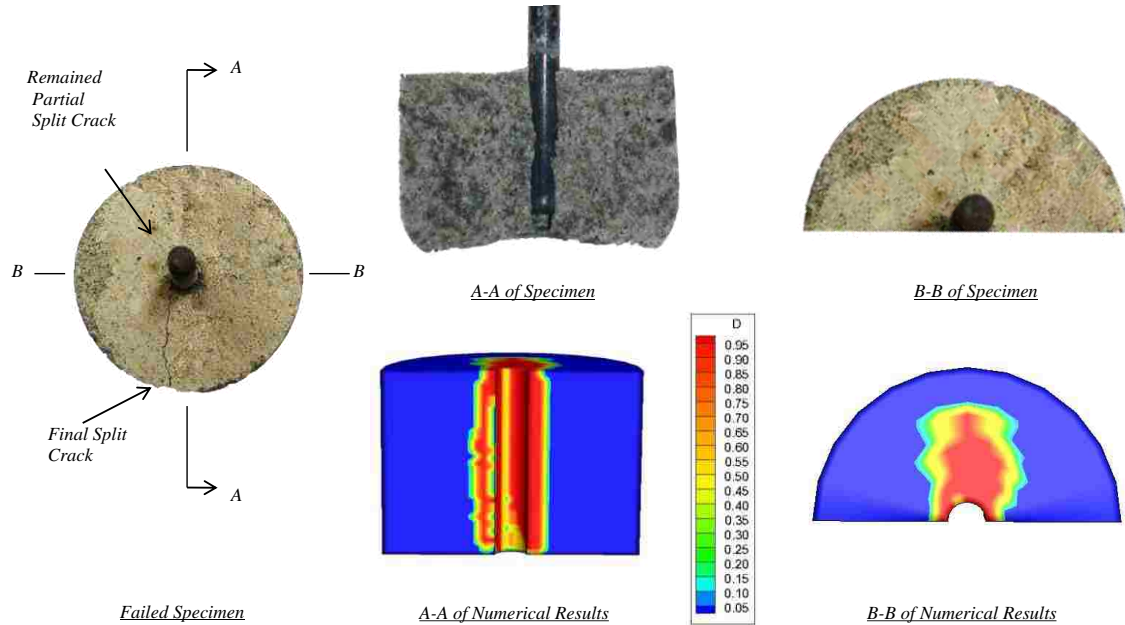 A
Remained
Partial
Split Crack
B
B
Final Split
Crack
A
Failed Specimen
A-A of Specimen
B-B of Specimen
D
0.95
0.90
0.85
0.75
0.70
0.65
0.60
0.55
0.50
0.45
0.40
0.35
0.30
0.25
0.20
0.15
0.10
0.05
A-A of Numerical Results
B-B of Numerical Results